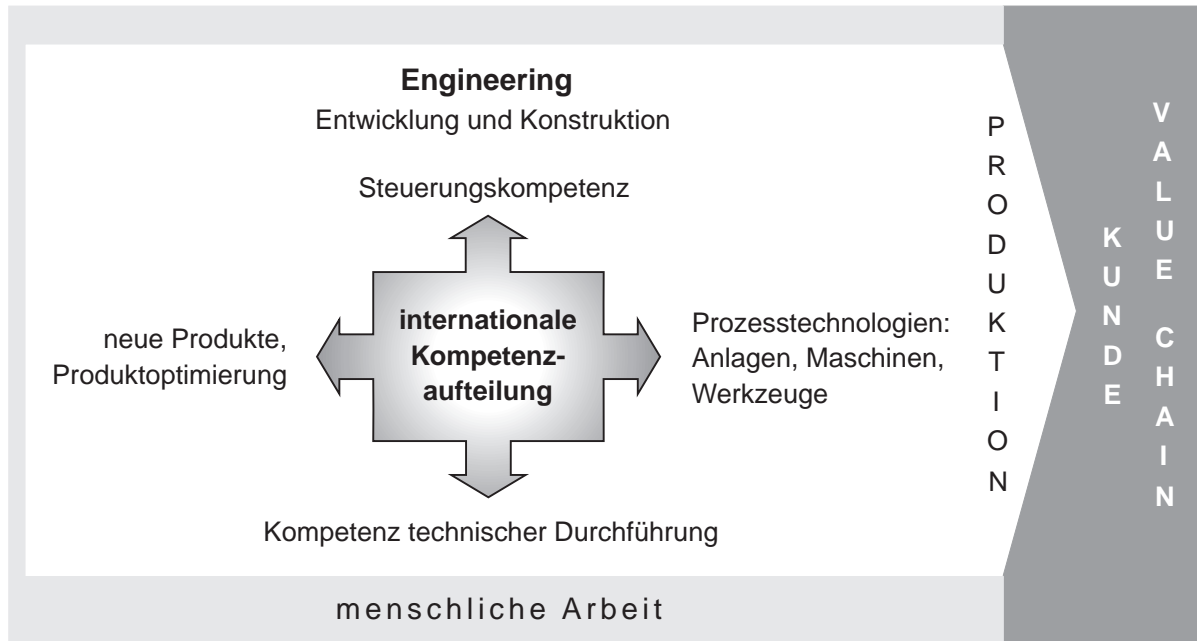 Engineering
Entwicklung und Konstruktion
Steuerungskompetenz
neue Produkte,
Produktoptimierung
internationale
Kompetenz-
aufteilung
Prozesstechnologien:
Anlagen, Maschinen,
Werkzeuge
Kompetenz technischer Durchführung
menschliche Arbeit
PRODUKTION
KUNDE
VALUE CHAIN